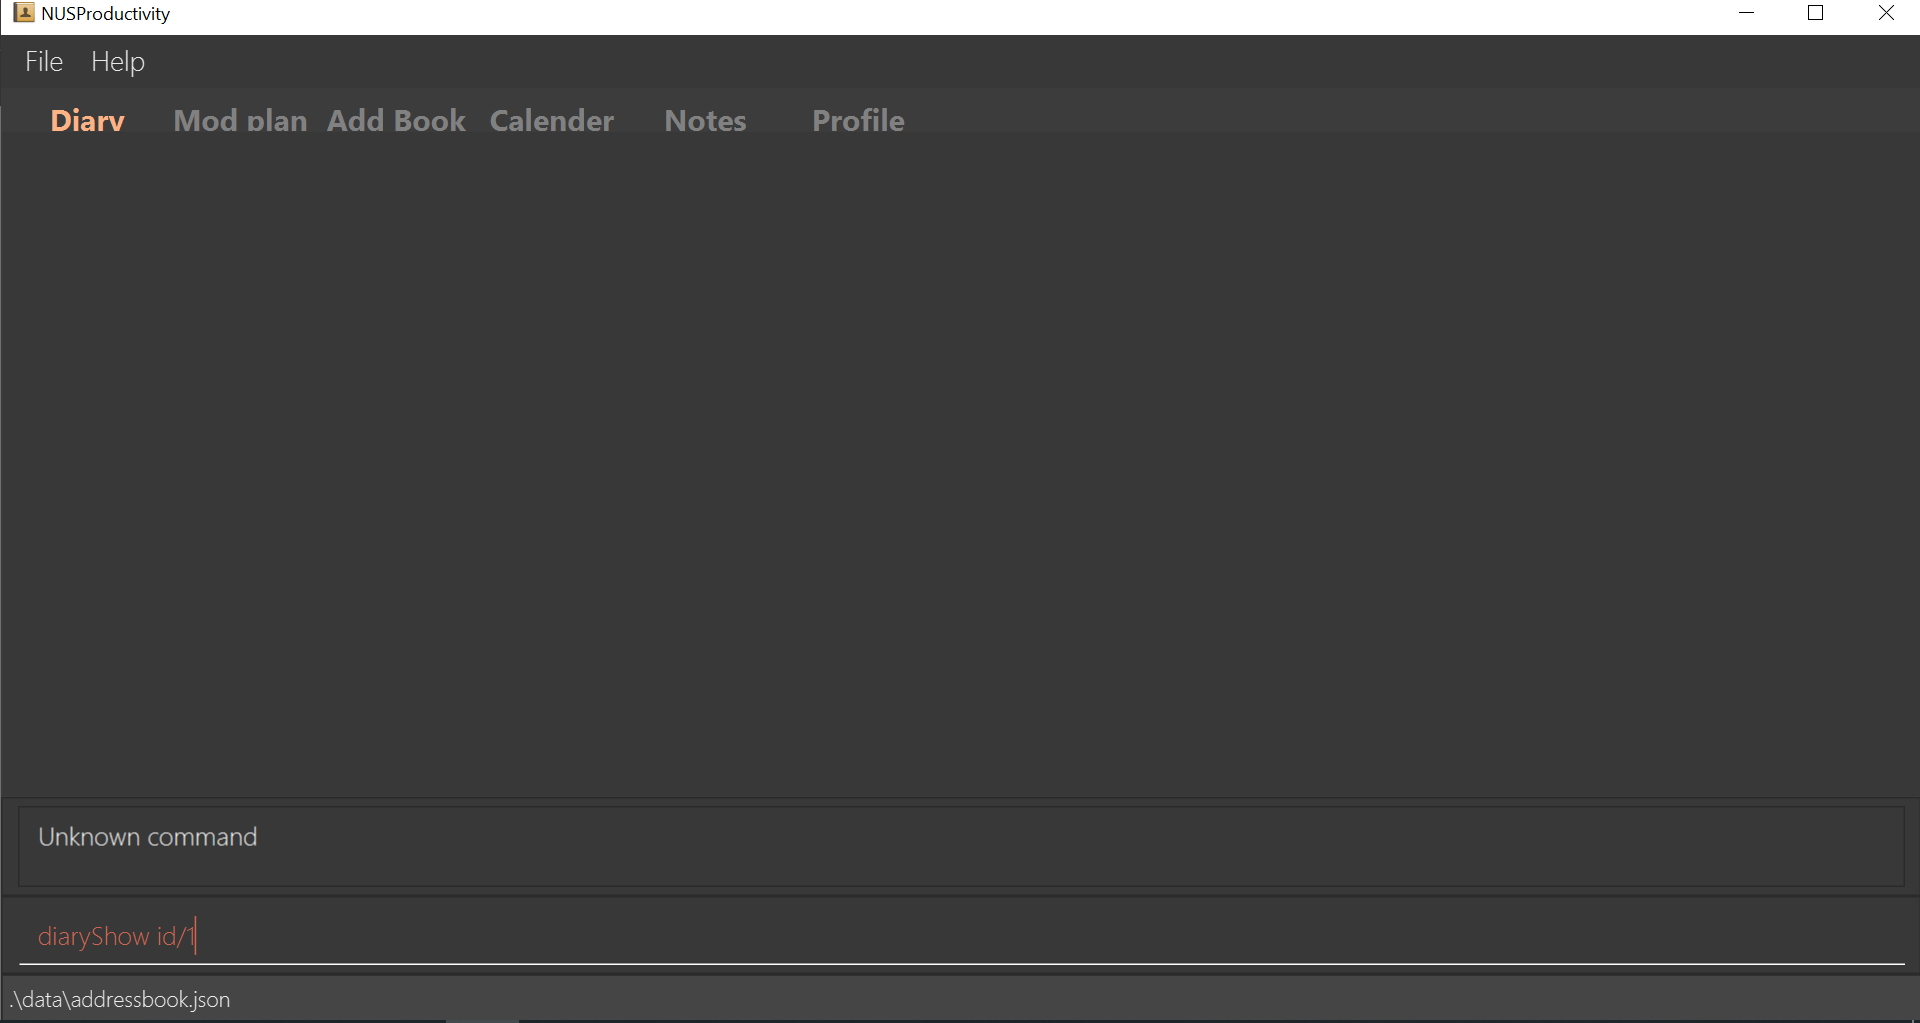 NUSProductivity
File Help
Diary Mod plan Add Book Calender Notes Profile
Unknown command
diaryShow id/1
.\data\addressbook.json